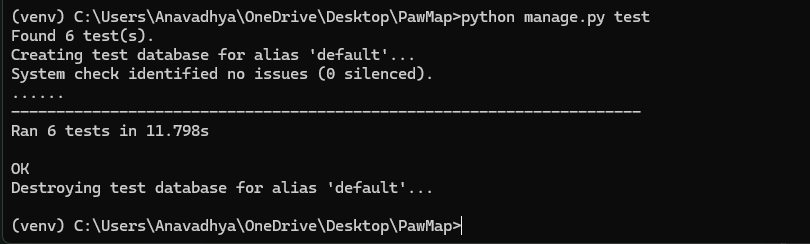 (venv) C:\Users\Anavadhya\OneDrive\Desktop\PawMap>python manage.py test
Found 6 test(s).
Creating test database for alias 'default'...
System check identified no issues (0 silenced).
......
----------------------------------------------------------------------
Ran 6 tests in 11.798s

OK
Destroying test database for alias 'default'...

(venv) C:\Users\Anavadhya\OneDrive\Desktop\PawMap>